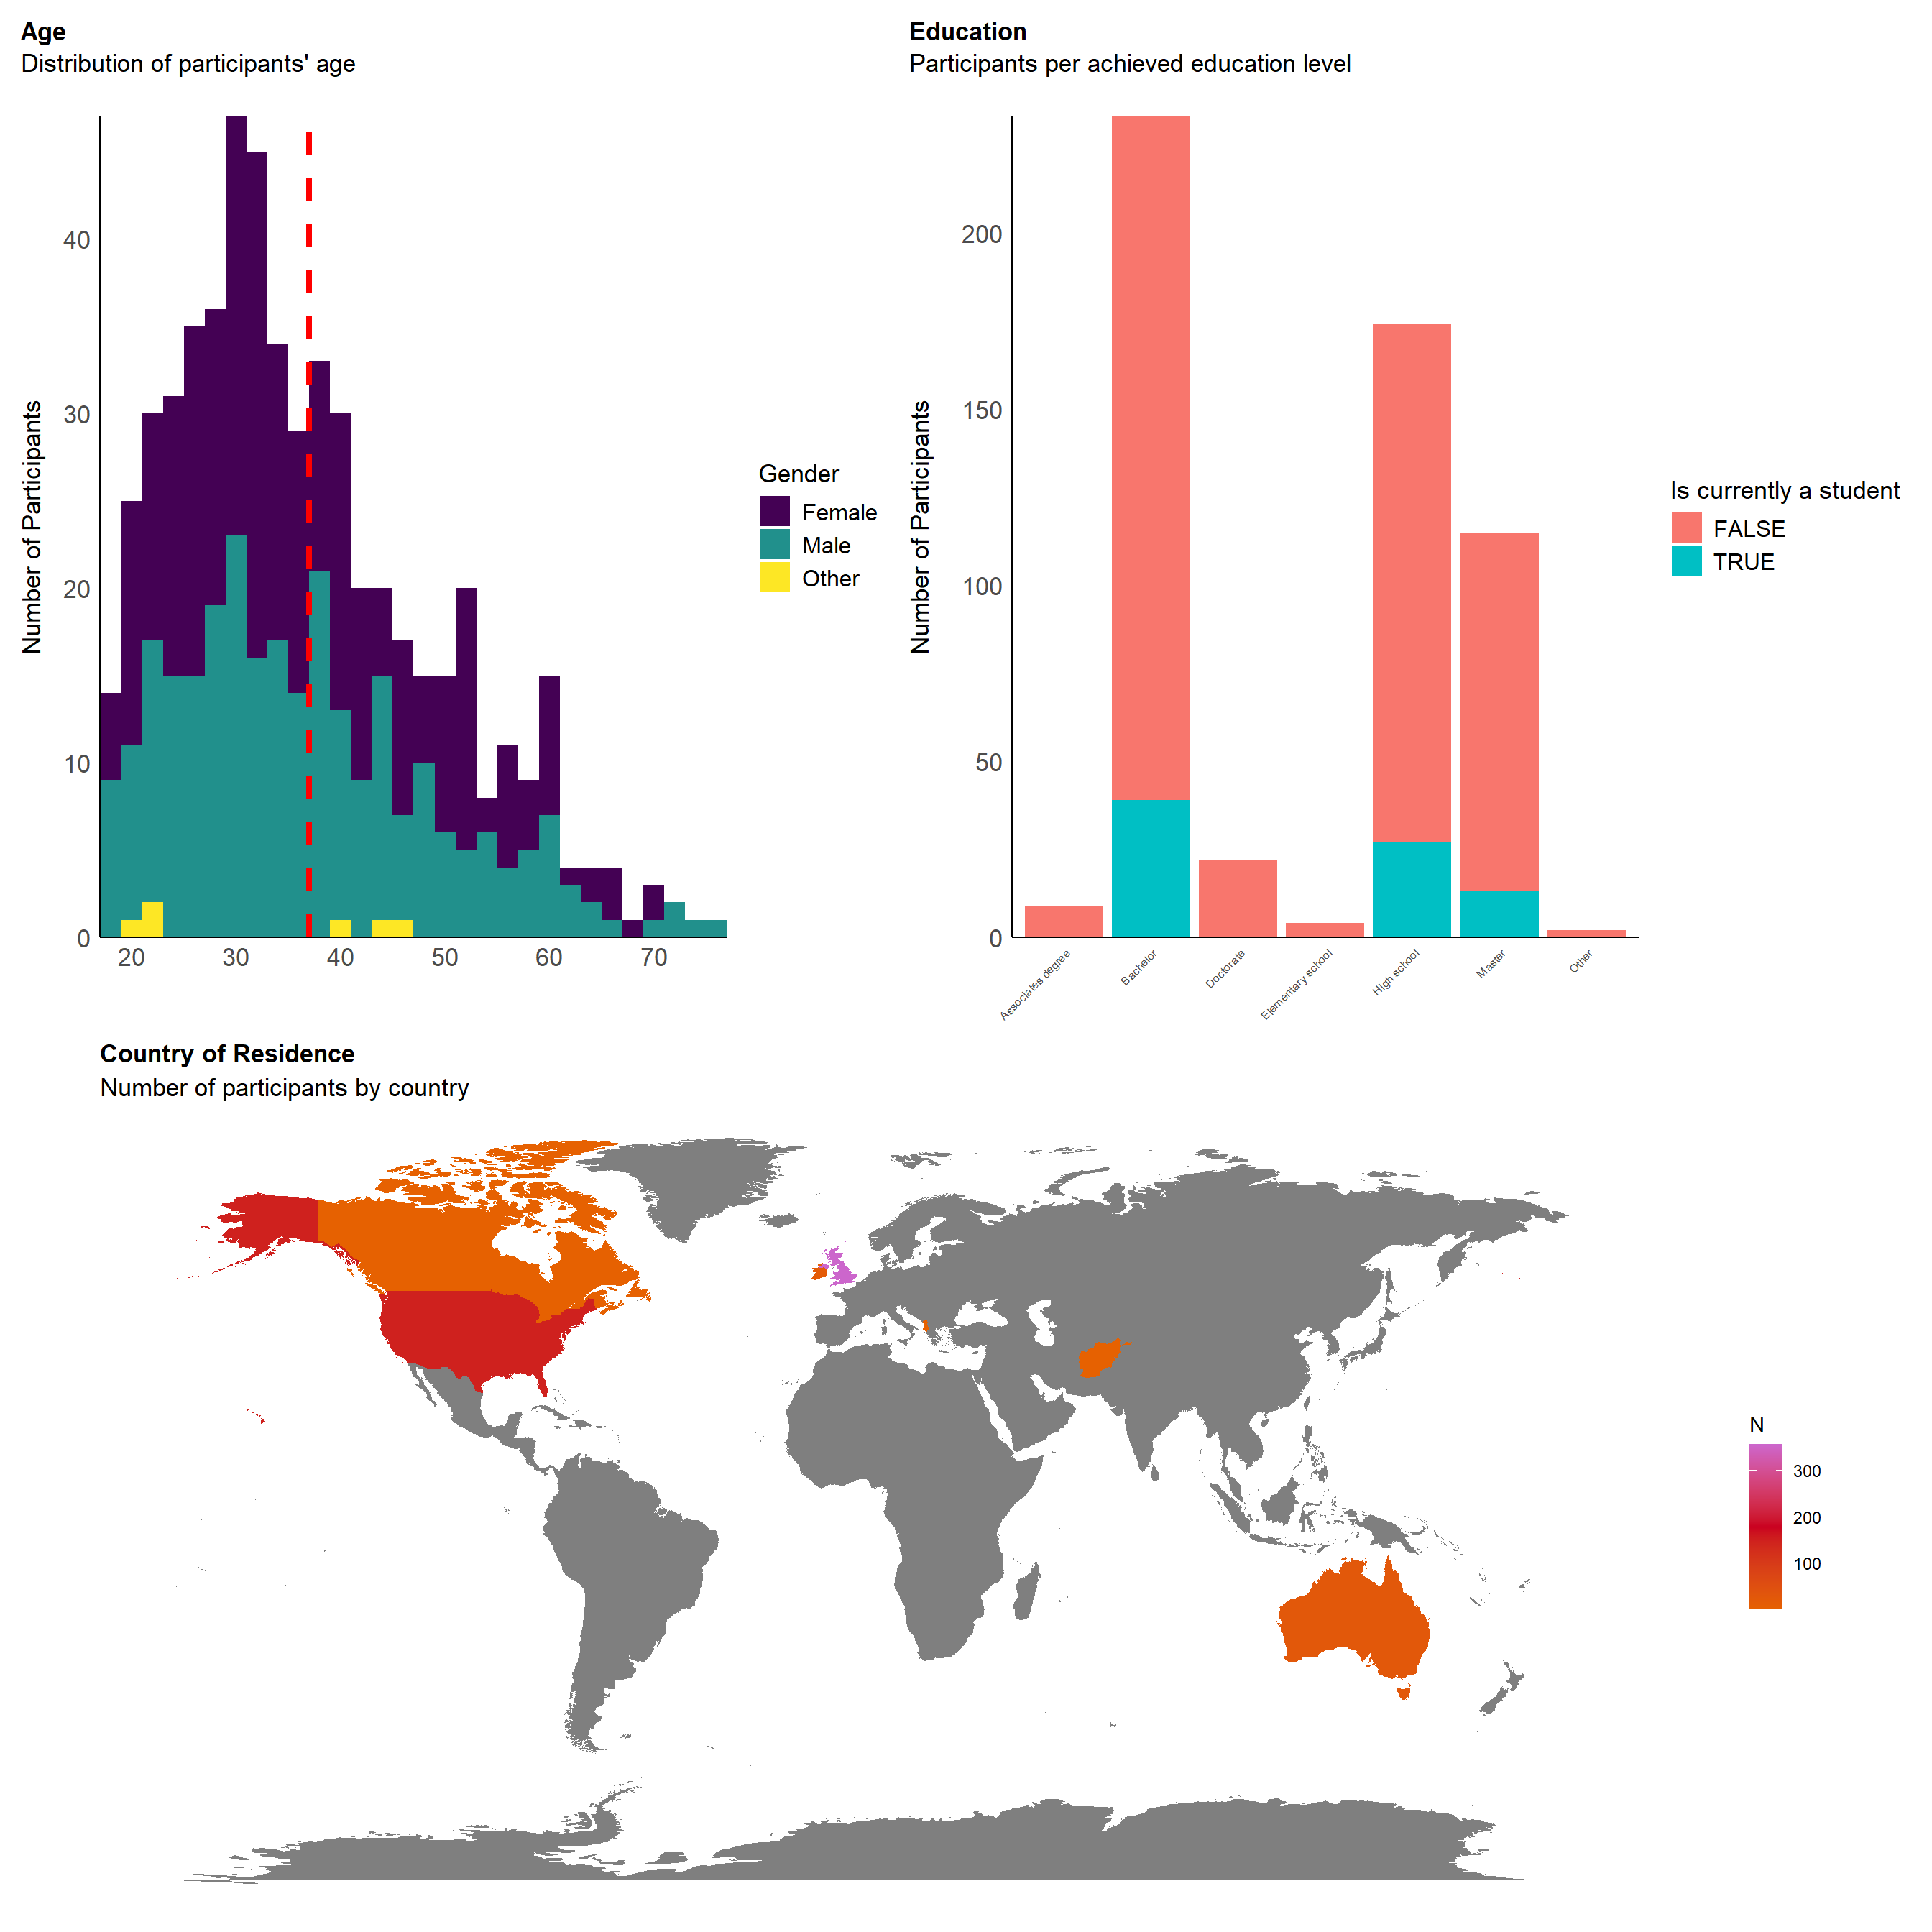 Age
Distribution of participants' age
Number of Participants
40
30
20
10
0
20 30 40 50 60 70
Gender
Female
Male
Other
Education
Participants per achieved education level
Number of Participants
200
150
100
50
0
Associates degree
Bachelor
Doctorate
Elementary school
High school
Master
Other
Is currently a student
FALSE
TRUE
Country of Residence
Number of participants by country
N
300
200
100